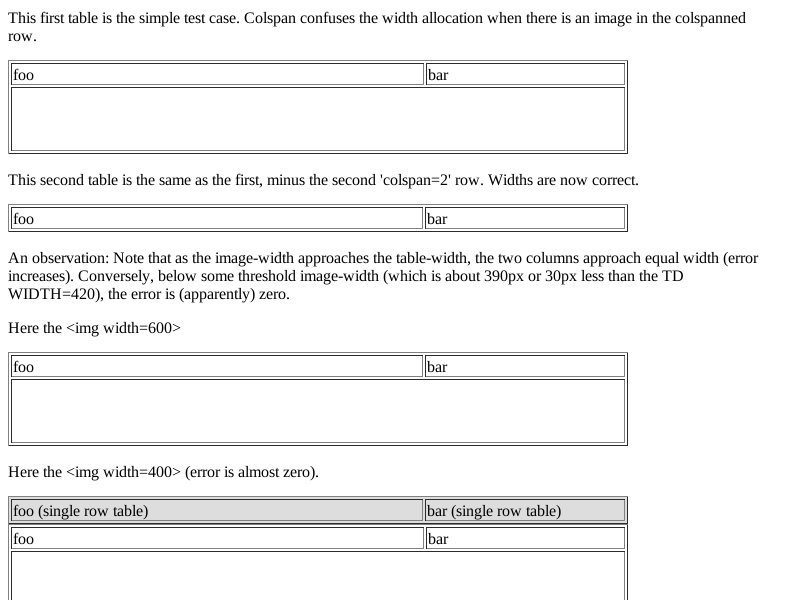 This first table is the simple test case. Colspan confuses the width allocation when there is an image in the colspanned
row.
foo bar
This second table is the same as the first, minus the second 'colspan=2' row. Widths are now correct.
foo bar
An observation: Note that as the image-width approaches the table-width, the two columns approach equal width (error
increases). Conversely, below some threshold image-width (which is about 390px or 30px less than the TD
WIDTH=420), the error is (apparently) zero.
Here the <img width=600>
foo bar
Here the <img width=400> (error is almost zero).
foo (single row table) bar (single row table)
foo bar